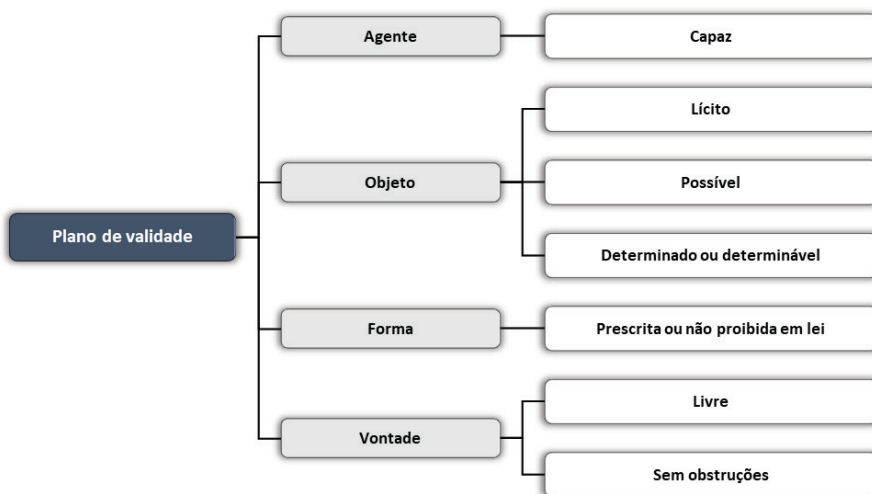 Plano de validade
Agente
Capaz
Objeto
Lícito
Possível
Determinado ou determinável
Forma
Prescrita ou não proibida em lei
Vontade
Livre
Sem obstruções